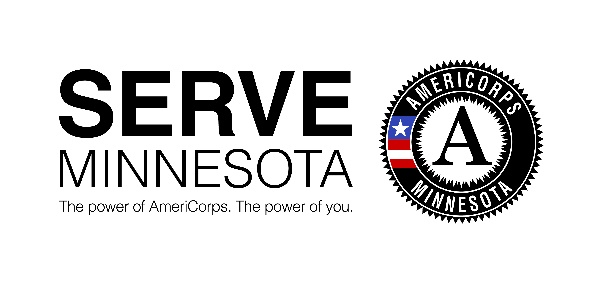 SERVE
MINNESOTA
The power of AmeriCorps. The power of you.
AMERICORPS
A
MINNESOTA